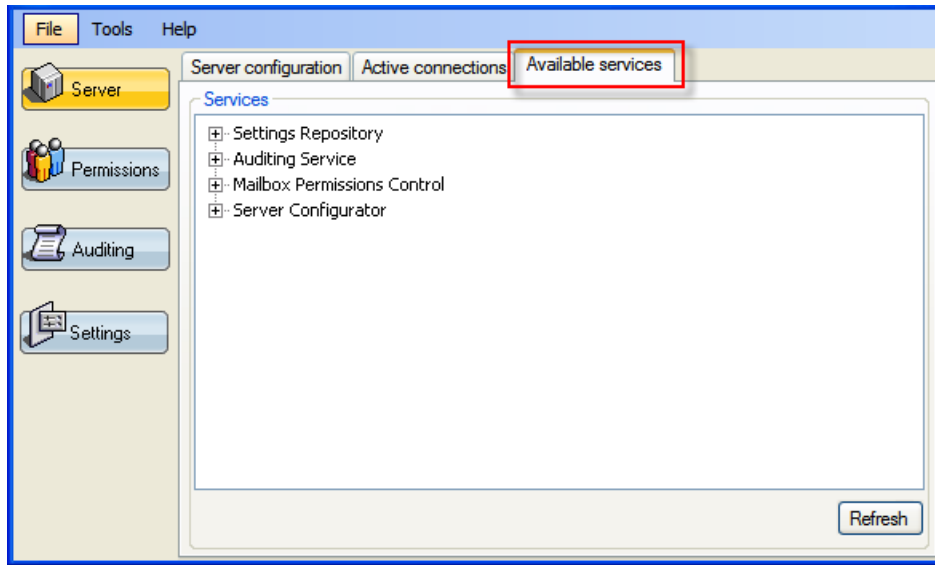 File Tools Help
Server configuration Active connections Available services
Server
Services
Settings Repository
Auditing Service
Permissions
Mailbox Permissions Control
Server Configurator
Auditing
Settings
Refresh